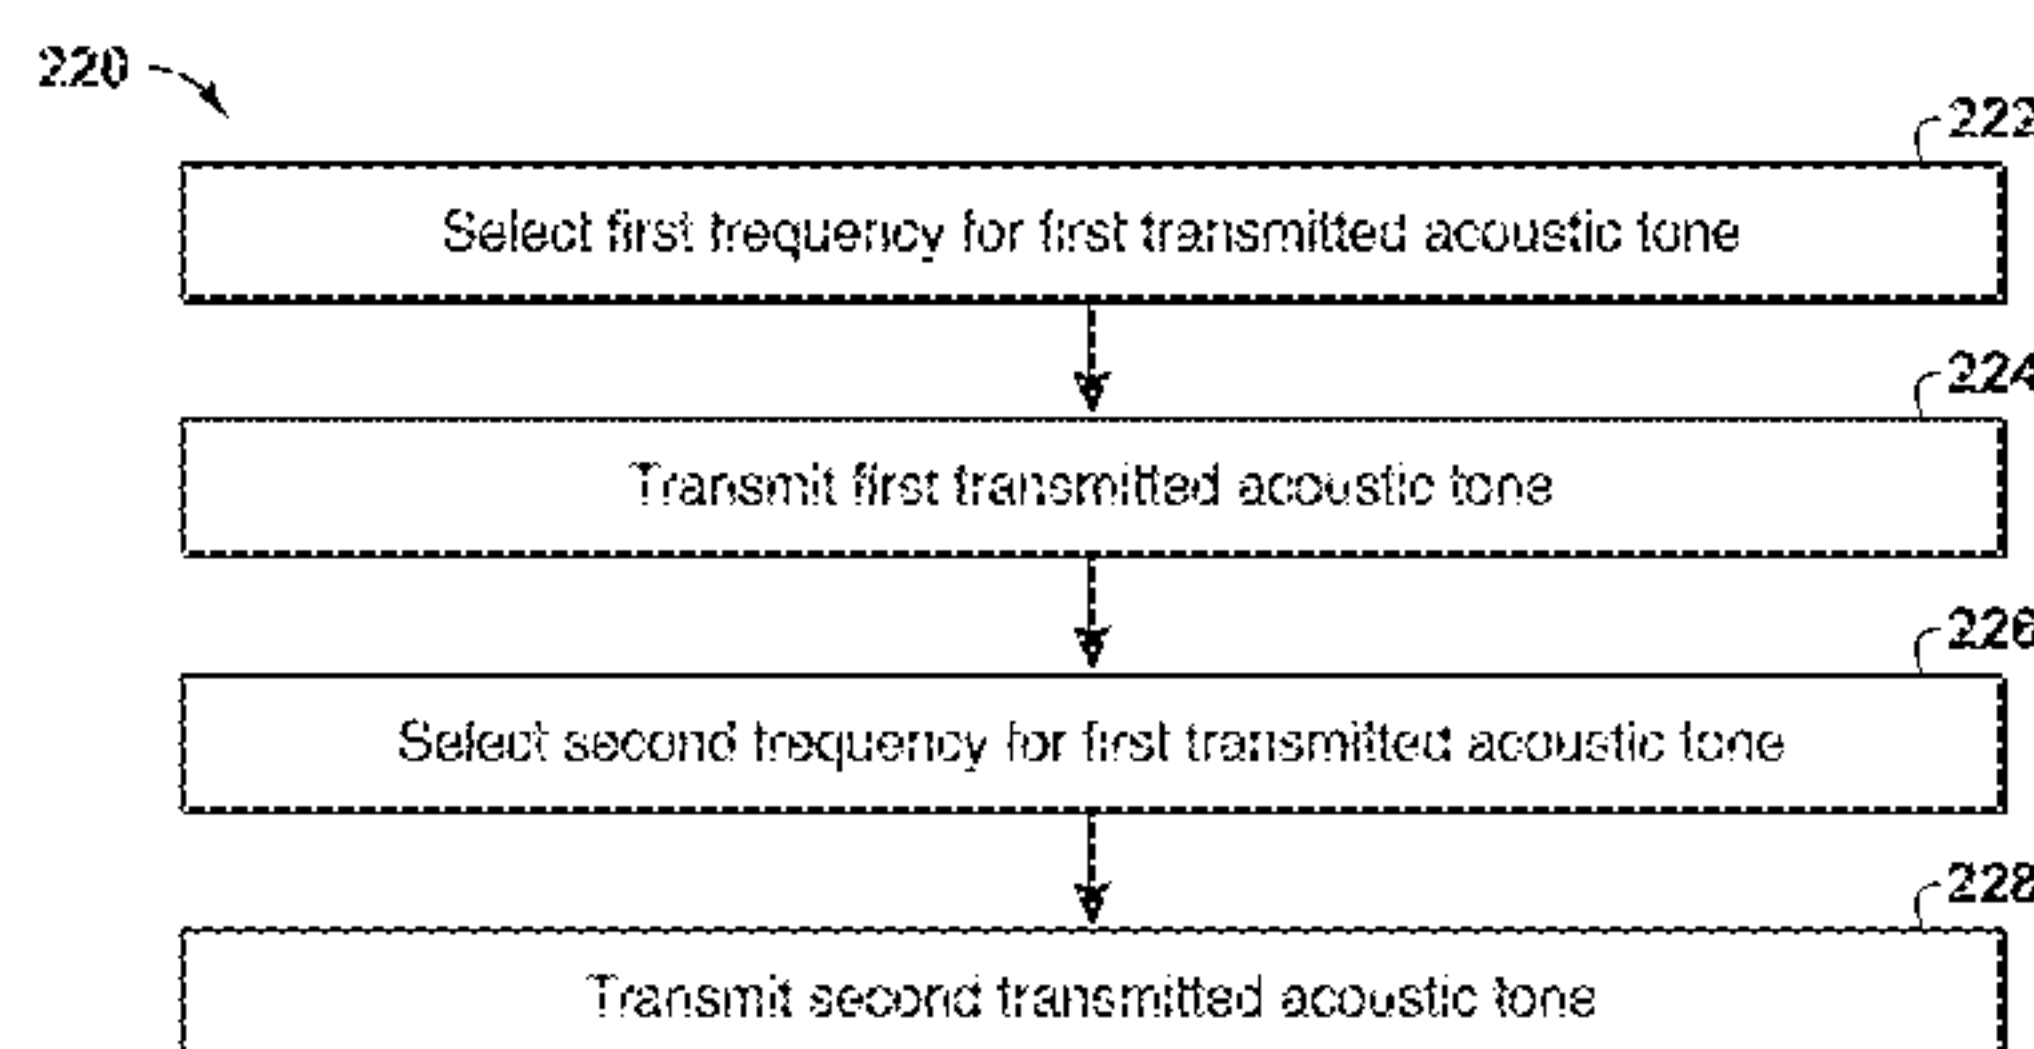 220
222
Select first frequency for first transmitted acoustic tone
224
Transmit first transmitted acoustic tone
226
Select second frequency for first transmitted acoustic tone
228
Transmit second transmitted acoustic tone